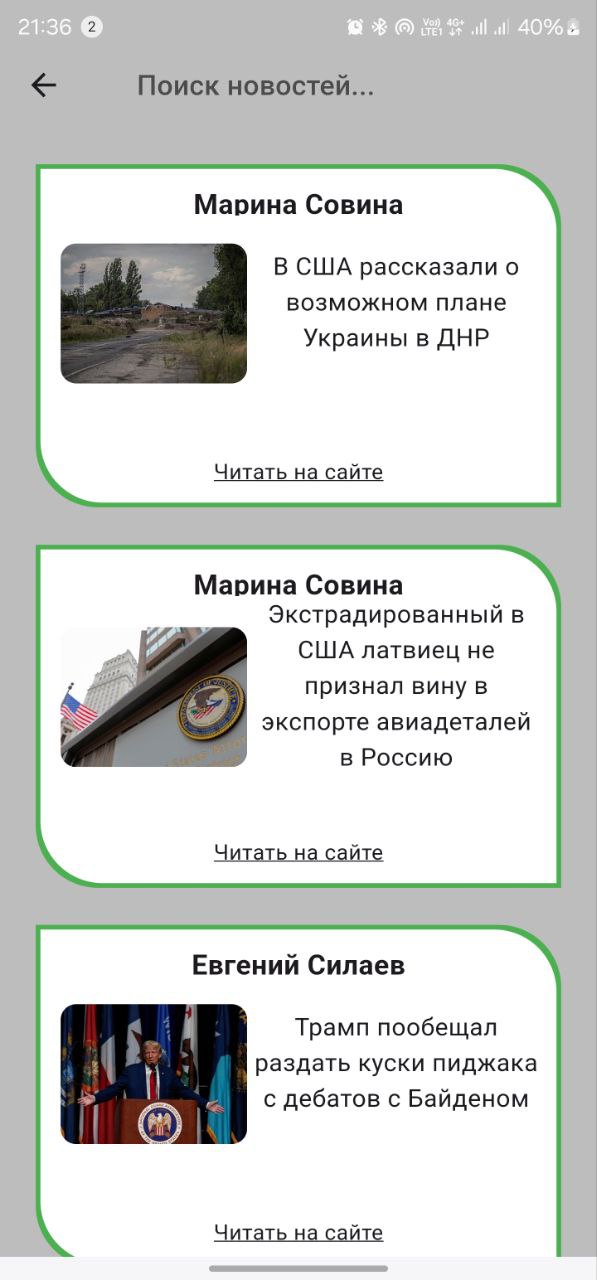 21:36 2
Vo)) 4G+ 40%
LTE1
Поиск новостей...
Марина Совина
В США рассказали о
возможном плане
Украины в ДНР
Читать на сайте
Марина Совина
Экстрадированный в
США латвиец не
признал вину в
экспорте авиадеталей
в Россию
Читать на сайте
Евгений Силаев
Трамп пообещал
раздать куски пиджака
с дебатов с Байденом
Читать на сайте